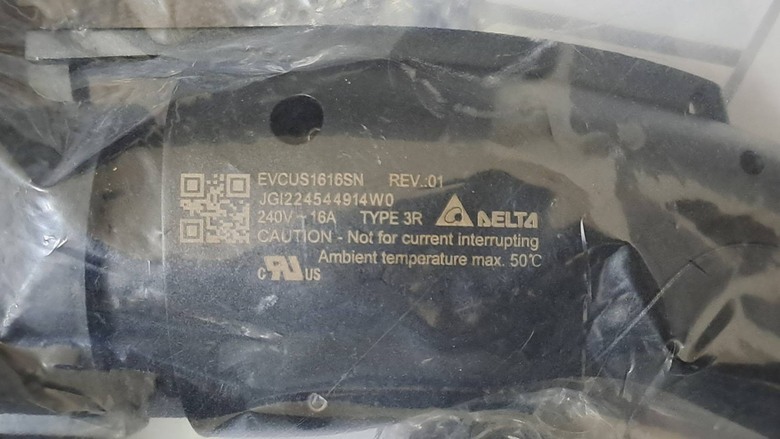 EVCUS1616SN REV.:01
JGI224544914W0
240V~16A TYPE 3R DELTA
CAUTION - Not for current interrupting
Ambient temperature max. 50℃
C RU US